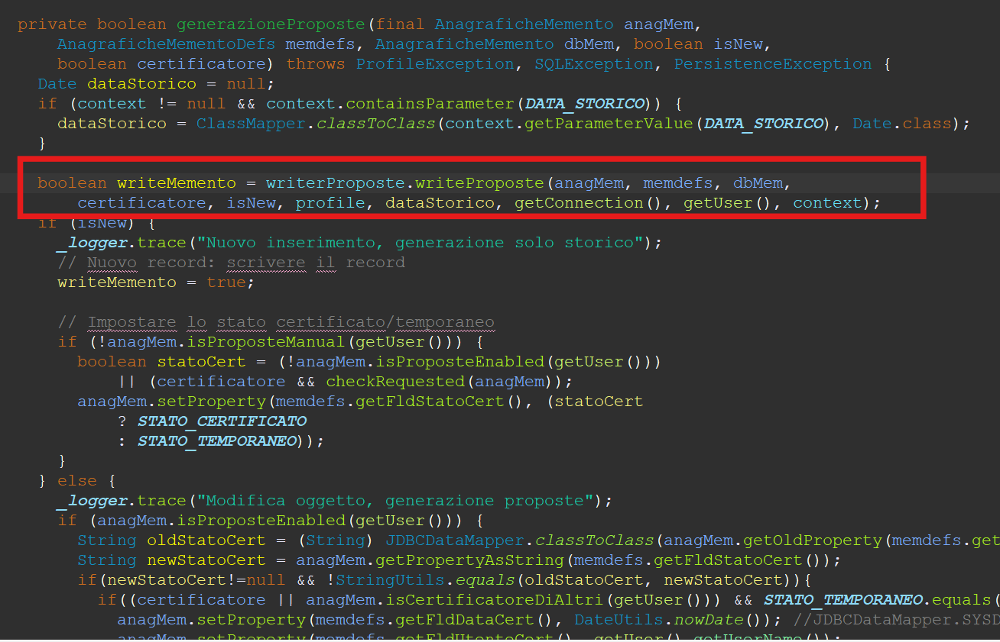 private boolean generazioneProposte(final AnagraficheMemento anagMem,
AnagraficheMementoDefs memdefs, AnagraficheMemento dbMem, boolean isNew,
boolean certificatore) throws ProfileException, SQLException, PersistenceException {
Date dataStorico = null;
if (context != null && context.containsParameter(DATA_STORICO)) {
dataStorico = ClassMapper.classToClass(context.getParameterValue(DATA_STORICO), Date.class);
}
boolean writeMemento = writerProposte.writeProposte(anagMem, memdefs, dbMem,
certificatore, isNew, profile, dataStorico, getConnection(), getUser(), context);
if (isNew) {
_logger.trace("Nuovo inserimento, generazione solo storico");
// Nuovo record: scrivere il record
writeMemento = true;
// Impostare lo stato certificato/temporaneo
if (!anagMem.isProposteManual(getUser())) {
boolean statoCert = (!anagMem.isProposteEnabled(getUser()))
|| (certificatore && checkRequested(anagMem));
anagMem.setProperty(memdefs.getFldStatoCert(), (statoCert
? STATO_CERTIFICATO
: STATO_TEMPORANEO));
}
} else {
_logger.trace("Modifica oggetto, generazione proposte");
if (anagMem.isProposteEnabled(getUser())) {
String oldStatoCert = (String) JDBCDataMapper.classToClass(anagMem.getOldProperty(memdefs.get
String newStatoCert = anagMem.getPropertyAsString(memdefs.getFldStatoCert());
if(newStatoCert!=null && !StringUtils.equals(oldStatoCert, newStatoCert)){
if((certificatore || anagMem.isCertificatoreDiAltri(getUser())) && STATO_TEMPORANEO.equals(
anagMem.setProperty(memdefs.getFldDataCert(), DateUtils.nowDate()); //JDBCDataMapper.SYSD
anagMem.setProperty(memdefs.getFldUtenteCert(), getUser().getUserName());